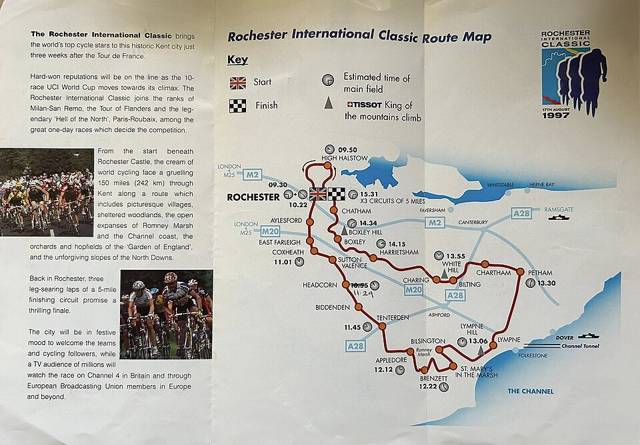 The Rochester International Classic brings
the world's top cycle stars to this historic Kent city just
three weeks after the Tour de France.
Hard-won reputations will be on the line as the 10-
race UCI World Cup moves towards its climax. The
Rochester International Classic joins the ranks of
Milan-San Remo, the Tour of Flanders and the leg-
endary 'Hell of the North', Paris-Roubaix, among the
great one-day races which decide the competition.
From the start beneath
Rochester Castle, the cream of
world cycling face a gruelling
150 miles (242 km) through
Kent along a route which
includes picturesque villages,
sheltered woodlands, the open
expanses of Romney Marsh
and the Channel coast, the
orchards and hopfields of the 'Garden of England',
and the unforgiving slopes of the North Downs.
Back in Rochester, three
leg-searing laps of a 5-mile
finishing circuit promise a
thrilling finale.
The city will be in festive
mood to welcome the teams
and cycling followers, while
a TV audience of millions will
watch the race on Channel 4 in Britain and through
European Broadcasting Union members in Europe
and beyond.
Rochester International Classic Route Map
Key
Start
Finish
Estimated time of
main field
TISSOT King of
the mountains climb
ROCHESTER
INTERNATIONAL
CLASSIC
17TH AUGUST
1997
09.50
HIGH HALSTOW
LONDON
M25
M2
09.30
ROCHESTER
10.22
15.31
X3 CIRCUITS OF 5 MILES
CHATHAM
WHITSTABLE
HERNE BAY
FAVERSHAM
M2
CANTERBURY
A28
RAMSGATE
AYLESFORD
14.34
BOXLEY HILL
BOXLEY
LONDON
M25
M20
EAST FARLEIGH
14.15
HARRIETSHAM
COXHEATH
11.01
SUTTON
VALENCE
13.55
WHITE
HILL
CHARTHAM
PETHAM
13.30
CHARING
BILTING
M20
A28
HEADCORN
10.56
11.29
BIDDENDEN
ASHFORD
TENTERDEN
11.45
A28
LYMPNE
HILL
13.06
LYMPNE
DOVER
Channel Tunnel
FOLKESTONE
BILSINGTON
Romney
Marsh
APPLEDORE
12.12
ST. MARY'S
IN THE MARSH
BRENZETT
12.22
THE CHANNEL